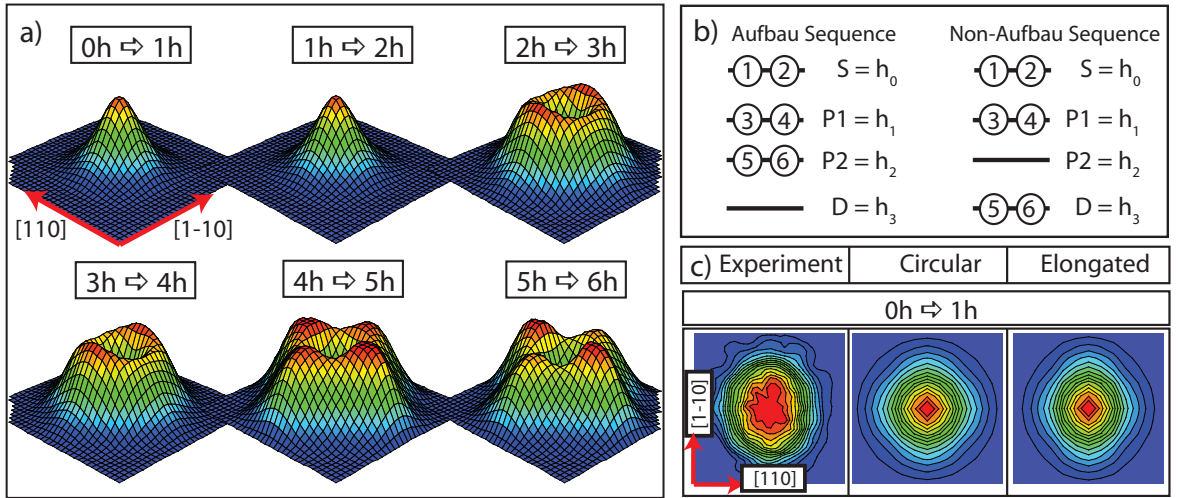 a)
0h ⇨ 1h
1h ⇨ 2h
2h ⇨ 3h
[110]
[1-10]
3h ⇨ 4h
4h ⇨ 5h
5h ⇨ 6h
b)
Aufbau Sequence
Non-Aufbau Sequence
1 2 S = h₀
1 2 S = h₀
3 4 P1 = h₁
3 4 P1 = h₁
5 6 P2 = h₂
P2 = h₂
D = h₃
5 6 D = h₃
c) Experiment
Circular
Elongated
0h ⇨ 1h
[1-10]
[110]